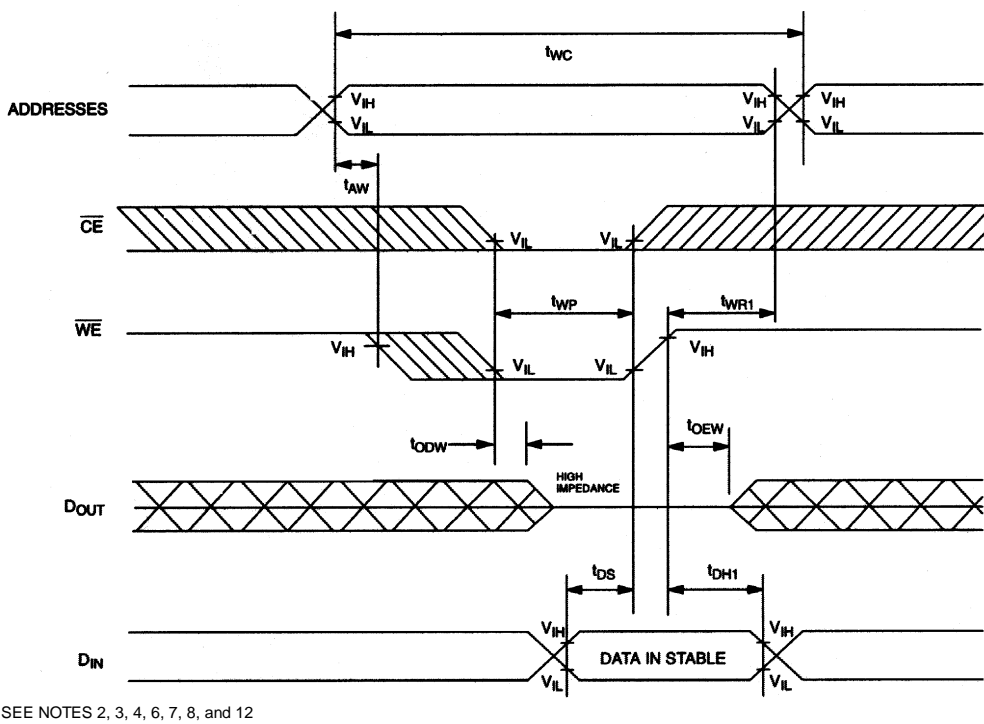 tWC
ADDRESSES
VIH VIH VIH
VIL VIL VIL
tAW
CE
VIL VIL
tWP tWR1
WE
VIH VIH
VIL VIL
tODW tOEW
HIGH
IMPEDANCE
DOUT
tDS tDH1
VIH VIH
DIN DATA IN STABLE
VIL VIL
SEE NOTES 2, 3, 4, 6, 7, 8, and 12